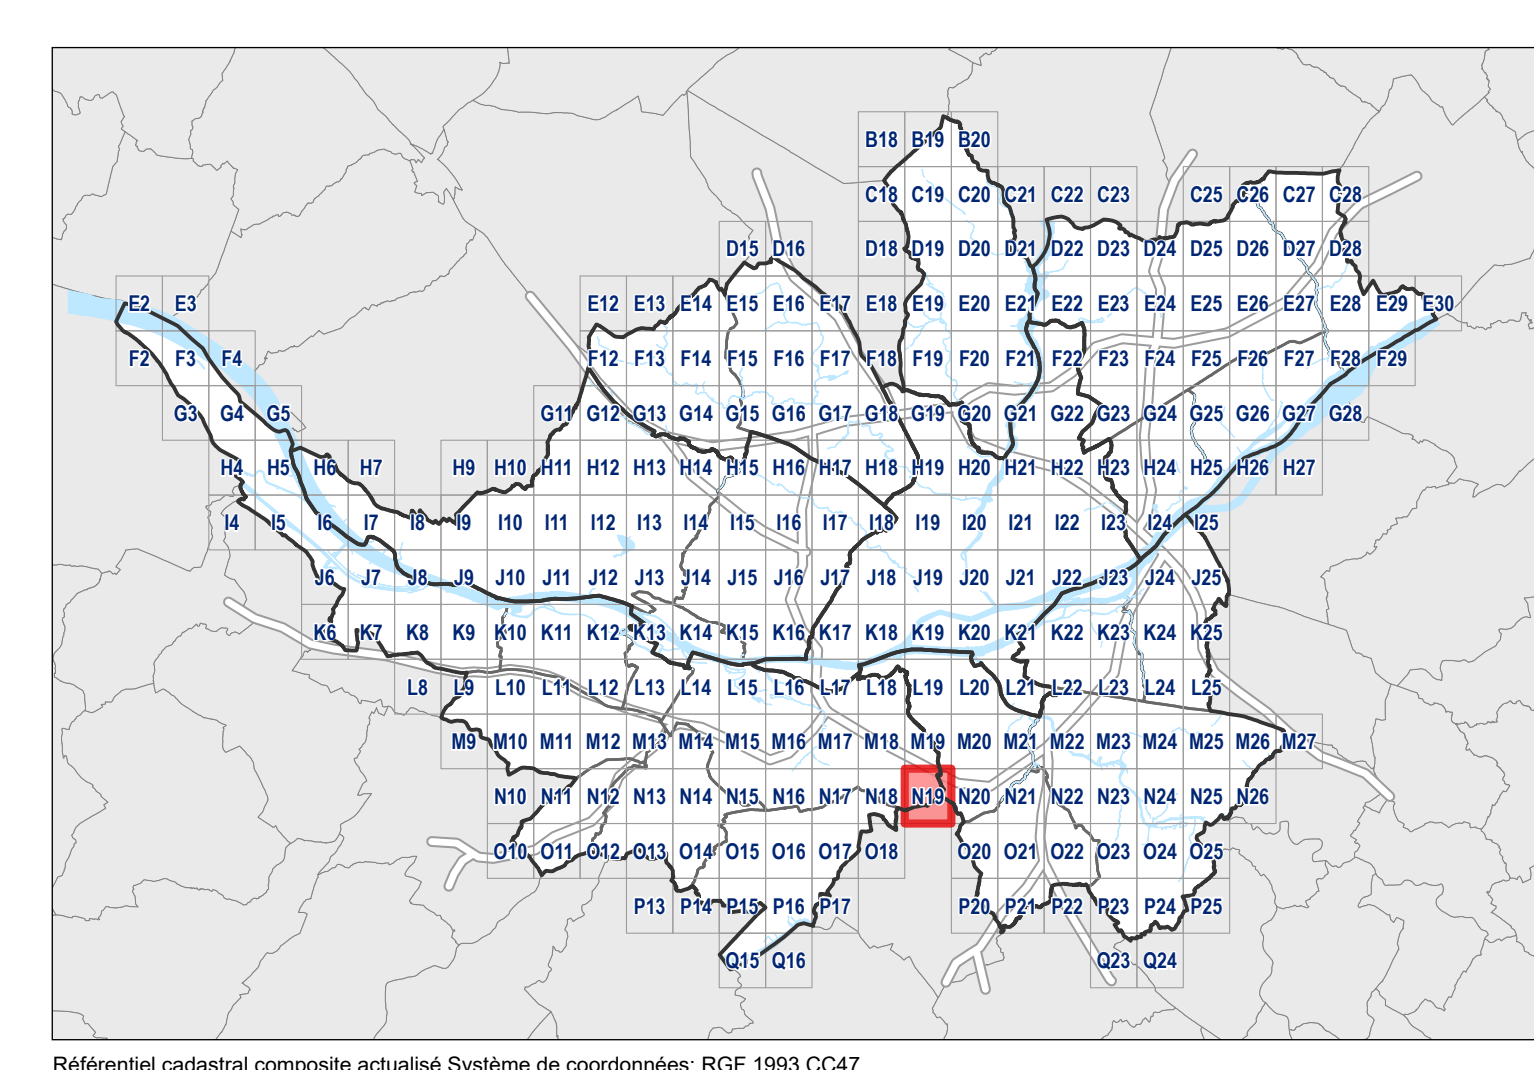 B18 B19 B20
C18 C19 C20 C21 C22 C23 C25 C26 C27 C28
D15 D16 D18 D19 D20 D21 D22 D23 D24 D25 D26 D27 D28
E2 E3 E12 E13 E14 E15 E16 E17 E18 E19 E20 E21 E22 E23 E24 E25 E26 E27 E28 E29 E30
F2 F3 F4 F12 F13 F14 F15 F16 F17 F18 F19 F20 F21 F22 F23 F24 F25 F26 F27 F28 F29
G3 G4 G5 G11 G12 G13 G14 G15 G16 G17 G18 G19 G20 G21 G22 G23 G24 G25 G26 G27 G28
H4 H5 H6 H7 H9 H10 H11 H12 H13 H14 H15 H16 H17 H18 H19 H20 H21 H22 H23 H24 H25 H26 H27
I4 I5 I6 I7 I8 I9 I10 I11 I12 I13 I14 I15 I16 I17 I18 I19 I20 I21 I22 I23 I24 I25
J6 J7 J8 J9 J10 J11 J12 J13 J14 J15 J16 J17 J18 J19 J20 J21 J22 J23 J24 J25
K6 K7 K8 K9 K10 K11 K12 K13 K14 K15 K16 K17 K18 K19 K20 K21 K22 K23 K24 K25
L8 L9 L10 L11 L12 L13 L14 L15 L16 L17 L18 L19 L20 L21 L22 L23 L24 L25
M9 M10 M11 M12 M13 M14 M15 M16 M17 M18 M19 M20 M21 M22 M23 M24 M25 M26 M27
N10 N11 N12 N13 N14 N15 N16 N17 N18 N19 N20 N21 N22 N23 N24 N25 N26
O10 O11 O12 O13 O14 O15 O16 O17 O18 O20 O21 O22 O23 O24 O25
P13 P14 P15 P16 P17 P20 P21 P22 P23 P24 P25
Q15 Q16 Q23 Q24
Référentiel cadastral composite actualisé Système de coordonnées: RGF 1993 CC47